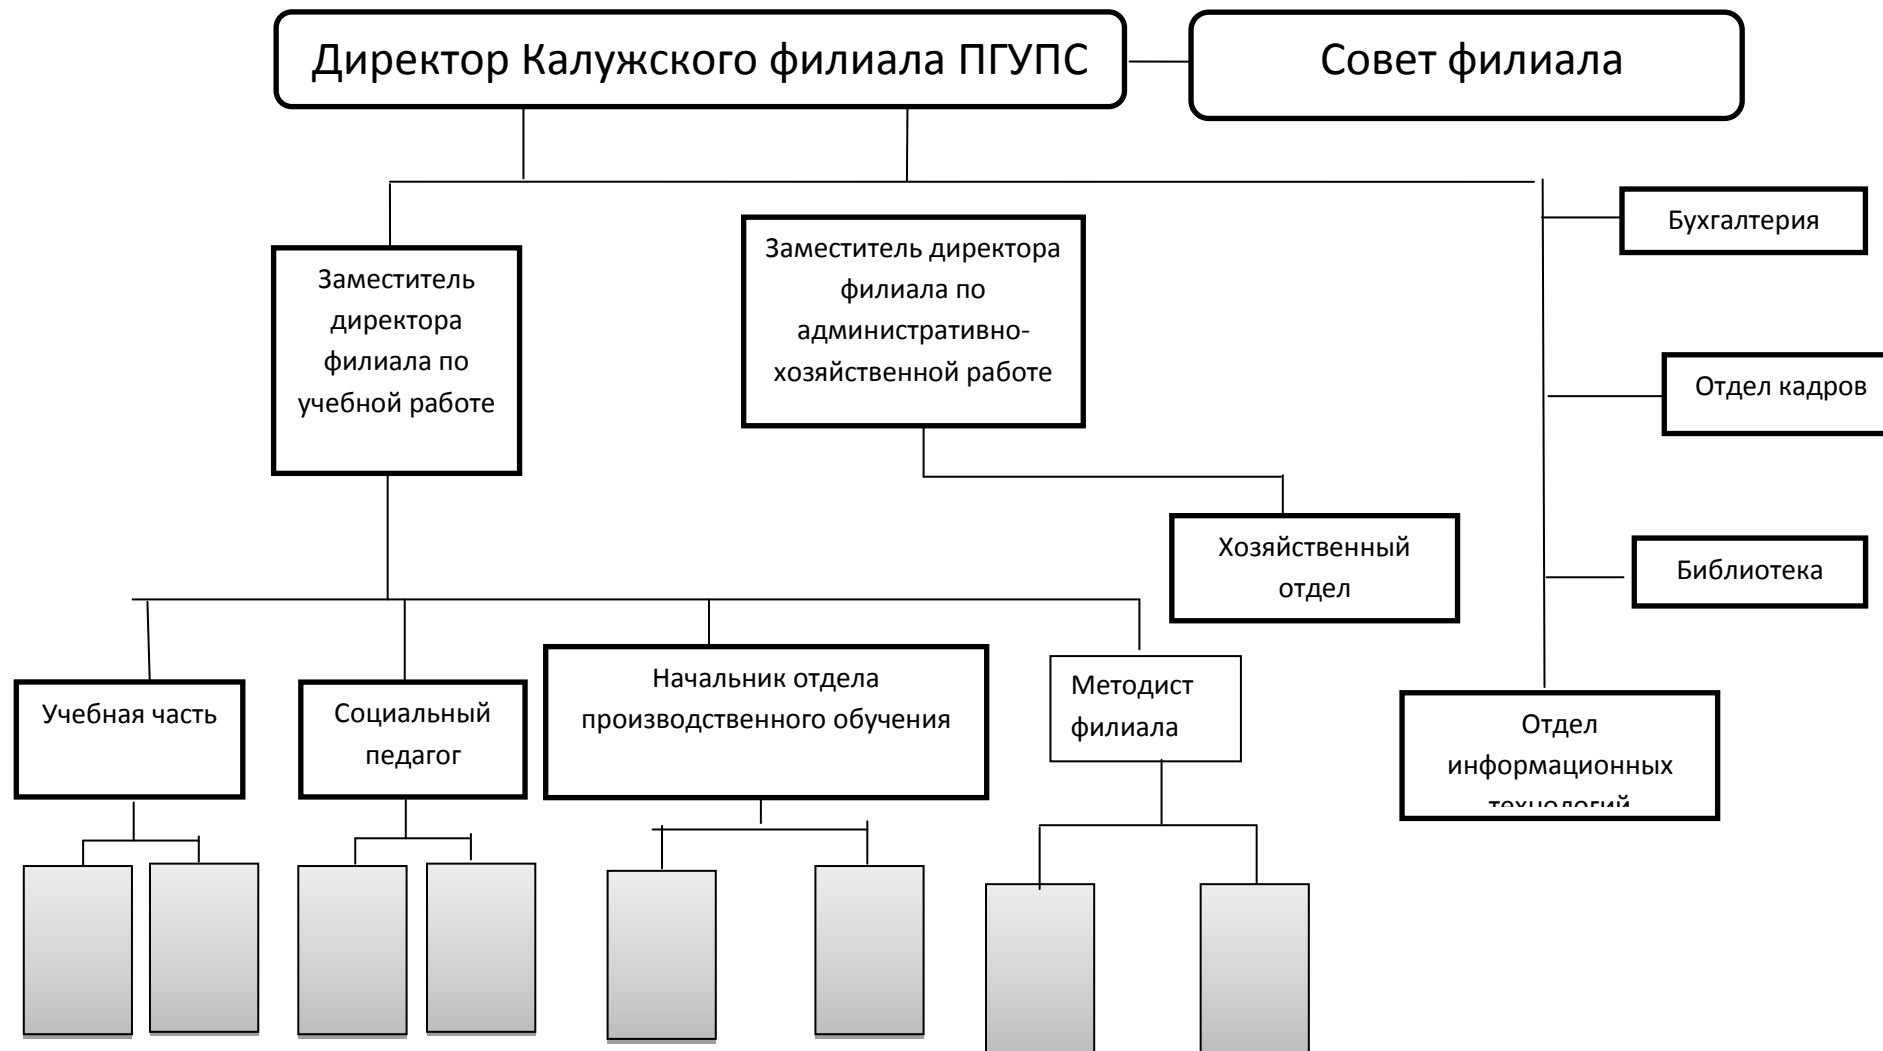 Директор Калужского филиала ПГУПС
Совет филиала
Бухгалтерия
Заместитель
директора
филиала по
учебной работе
Заместитель директора
филиала по
административно-
хозяйственной работе
Отдел кадров
Хозяйственный
отдел
Библиотека
Учебная часть
Социальный
педагог
Начальник отдела
производственного обучения
Методист
филиала
Отдел
информационных
технологий